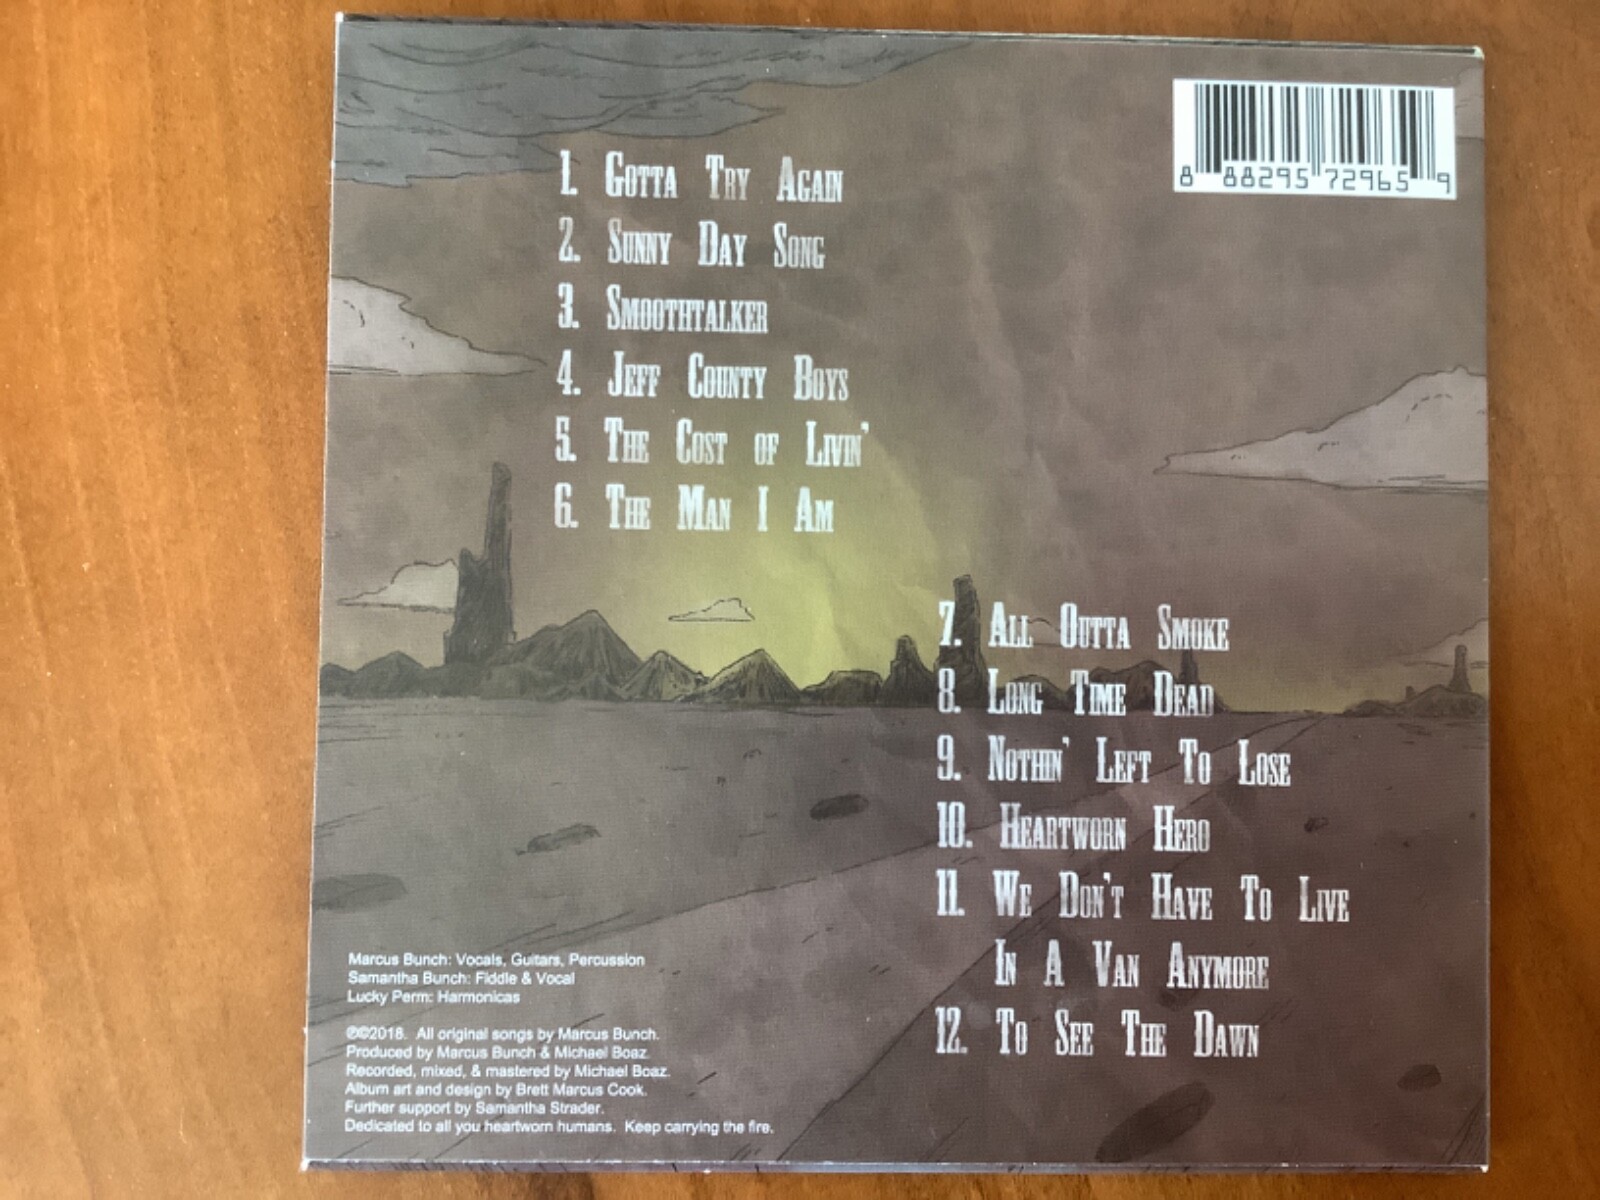 8 88295 72965 9
1. Gotta Try Again
2. Sunny Day Song
3. Smoothtalker
4. Jeff County Boys
5. The Cost of Livin'
6. The Man I Am
7. All Outta Smoke
8. Long Time Dead
9. Nothin' Left To Lose
10. Heartworn Hero
11. We Don't Have To Live
In A Van Anymore
12. To See The Dawn
Marcus Bunch: Vocals, Guitars, Percussion
Samantha Bunch: Fiddle & Vocal
Lucky Perm: Harmonicas
℗©2018. All original songs by Marcus Bunch.
Produced by Marcus Bunch & Michael Boaz.
Recorded, mixed, & mastered by Michael Boaz.
Album art and design by Brett Marcus Cook.
Further support by Samantha Strader.
Dedicated to all you heartworn humans. Keep carrying the fire.